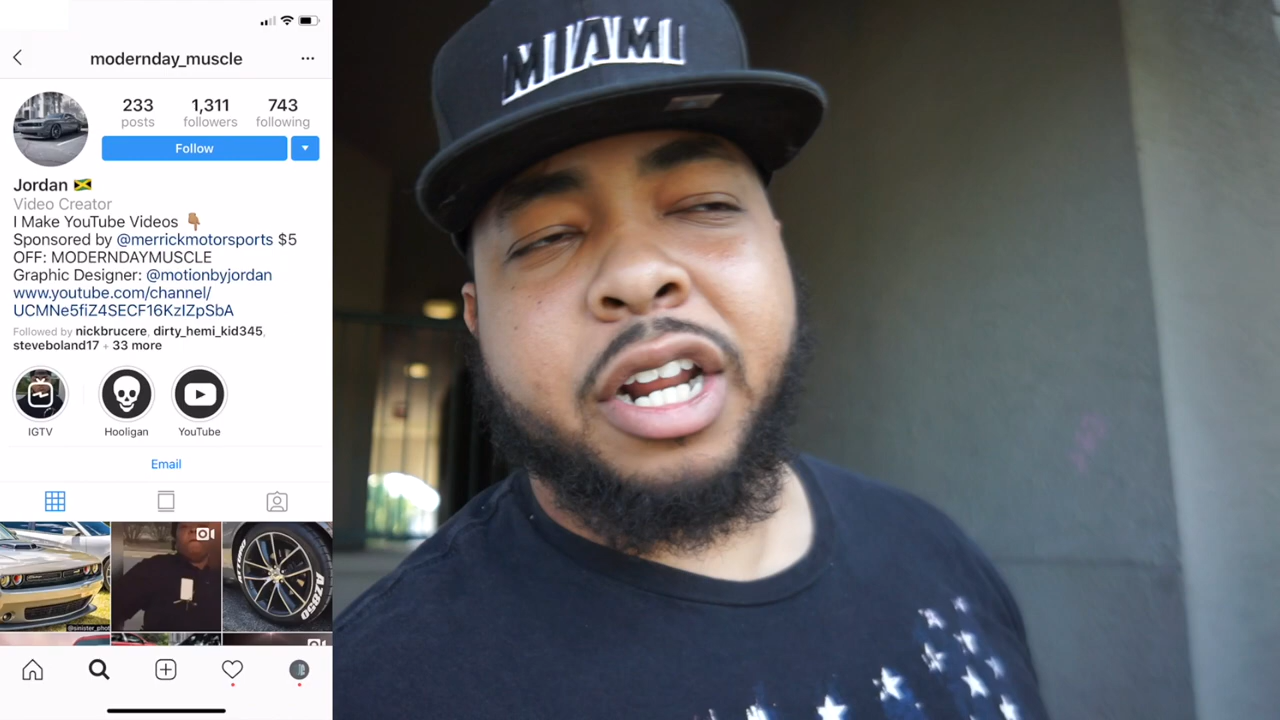 modernday_muscle
233
1,311
743
posts
followers
following
Follow
Jordan
Video Creator
I Make YouTube Videos
Sponsored by @merrickmotorsports $5
OFF: MODERNDAYMUSCLE
Graphic Designer: @motionbyjordan
www.youtube.com/channel/
UCMNe5fiZ4SECF16KzIZpSbA
Followed by nickbrucere, dirty_hemi_kid345,
steveboland17 + 33 more
IGTV
Hooligan
YouTube
Email
AZ850
MIAMI